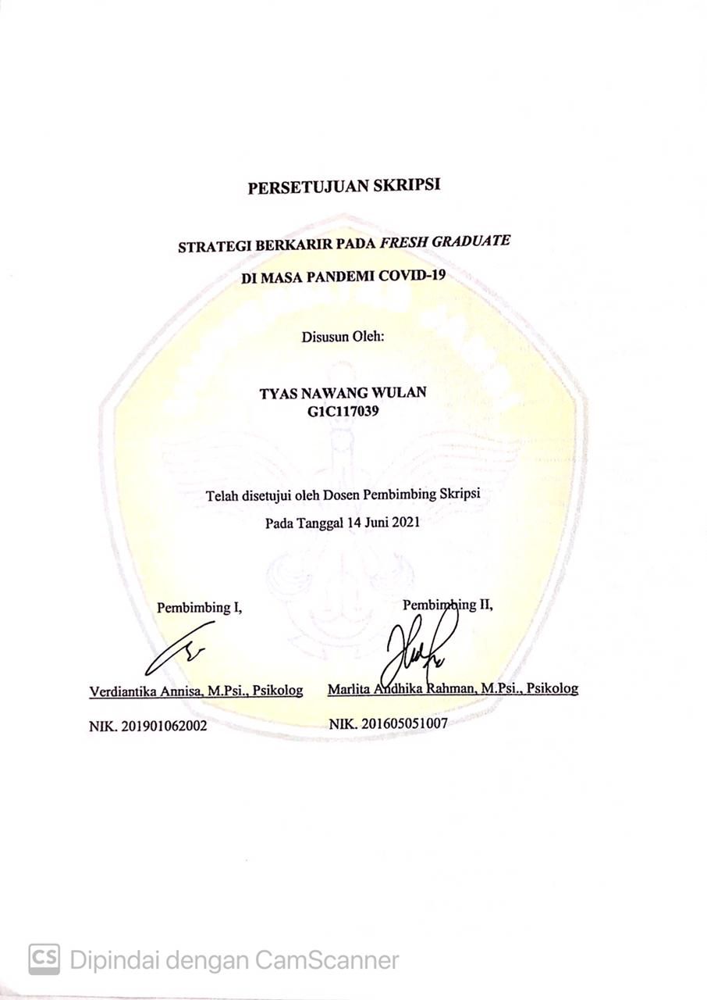 PERSETUJUAN SKRIPSI
STRATEGI BERKARIR PADA FRESH GRADUATE
DI MASA PANDEMI COVID-19
Disusun Oleh:
TYAS NAWANG WULAN
G1C117039
Telah disetujui oleh Dosen Pembimbing Skripsi
Pada Tanggal 14 Juni 2021
Pembimbing I,
Pembimbing II,
Verdiantika Annisa, M.Psi., Psikolog
Marlita Andhika Rahman, M.Psi., Psikolog
NIK. 201901062002
NIK. 201605051007
CS Dipindai dengan CamScanner